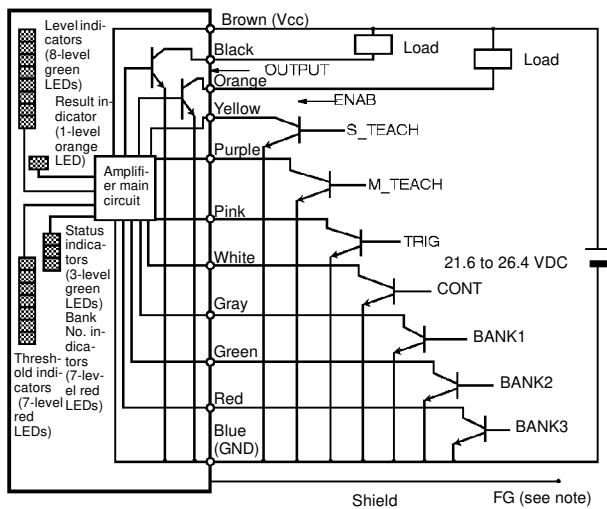 Level indi-
cators
(8-level
green
LEDs)
Result in-
dicator
(1-level
orange
LED)
Amplifi-
er main
circuit
Status
indica-
tors
(3-level
green
LEDs)
Bank
No. in-
dica-
tors
(7-lev-
el red
LEDs)
Thresh-
old indi-
cators
(7-level
red
LEDs)
Brown (Vcc)
Black
OUTPUT
Orange
ENAB
Yellow
S_TEACH
Purple
M_TEACH
Pink
TRIG
White
CONT
Gray
BANK1
Green
BANK2
Red
BANK3
Blue
(GND)
Load
Load
21.6 to 26.4 VDC
Shield
FG (see note)